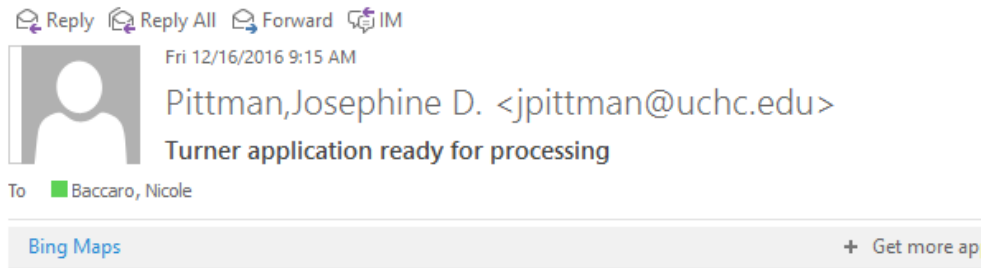 Reply Reply All Forward IM
Fri 12/16/2016 9:15 AM
Pittman,Josephine D. <jpittman@uchc.edu>
Turner application ready for processing
To Baccaro, Nicole
Bing Maps + Get more ap